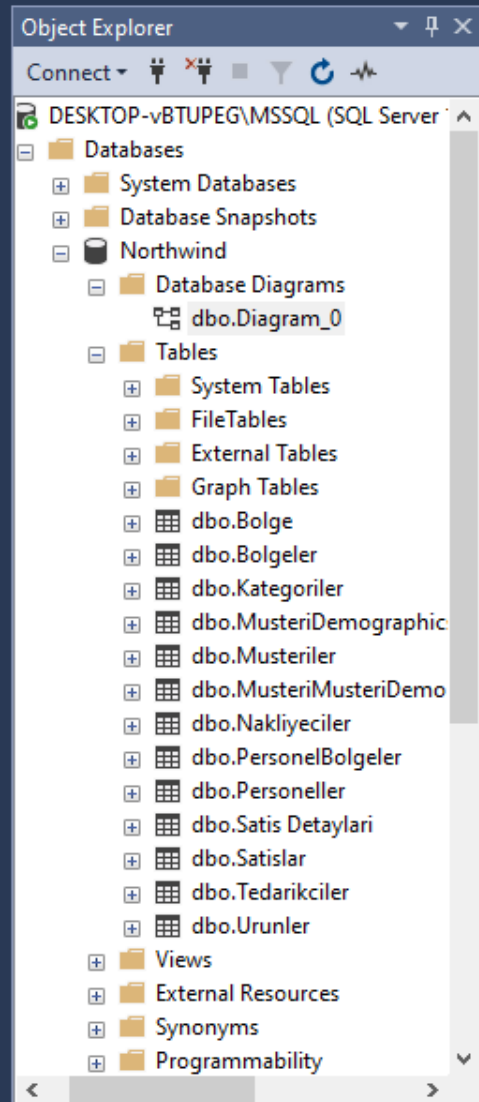 Object Explorer
Connect
DESKTOP-vBTUPEG\MSSQL (SQL Server
Databases
System Databases
Database Snapshots
Northwind
Database Diagrams
dbo.Diagram_0
Tables
System Tables
FileTables
External Tables
Graph Tables
dbo.Bolge
dbo.Bolgeler
dbo.Kategoriler
dbo.MusteriDemographic
dbo.Musteriler
dbo.MusteriMusteriDemo
dbo.Nakliyeciler
dbo.PersonelBolgeler
dbo.Personeller
dbo.Satis Detaylari
dbo.Satislar
dbo.Tedarikciler
dbo.Urunler
Views
External Resources
Synonyms
Programmability